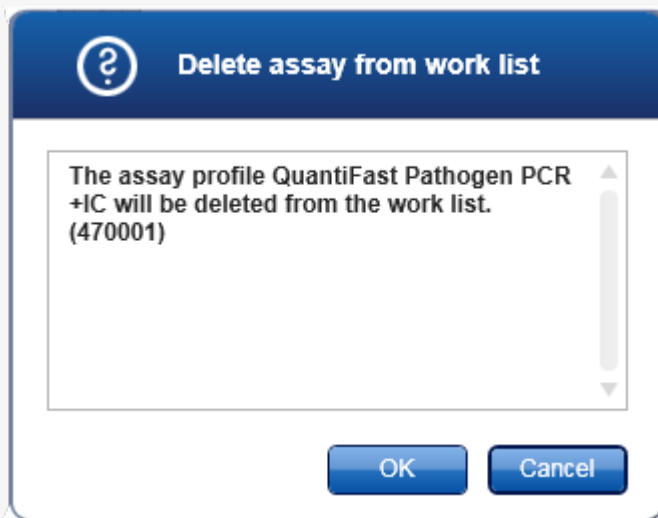 Delete assay from work list
The assay profile QuantiFast Pathogen PCR
+IC will be deleted from the work list.
(470001)
OK
Cancel